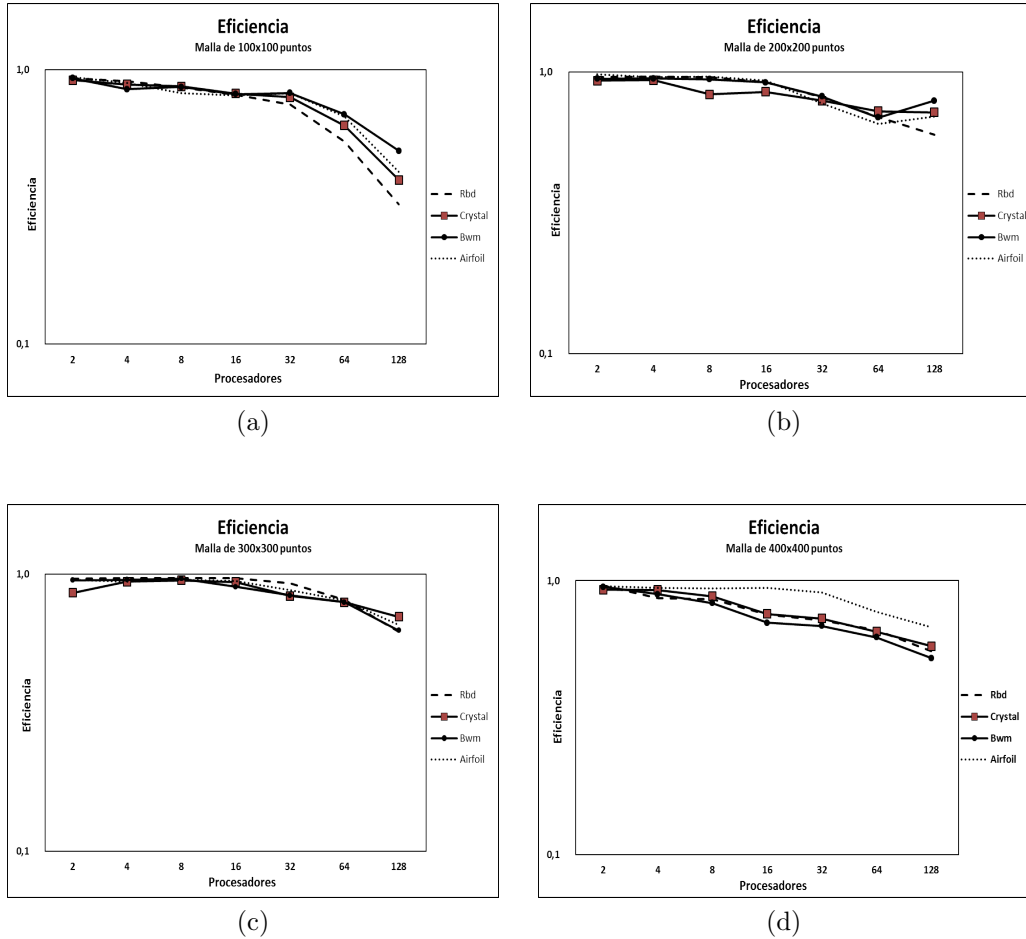 Eficiencia
Malla de 100x100 puntos
1,0
Eficiencia
0,1
2 4 8 16 32 64 128
Procesadores
Rbd
Crystal
Bwm
Airfoil
(a)
Eficiencia
Malla de 200x200 puntos
1,0
Eficiencia
0,1
2 4 8 16 32 64 128
Procesadores
Rbd
Crystal
Bwm
Airfoil
(b)
Eficiencia
Malla de 300x300 puntos
1,0
Eficiencia
0,1
2 4 8 16 32 64 128
Procesadores
Rbd
Crystal
Bwm
Airfoil
(c)
Eficiencia
Malla de 400x400 puntos
1,0
Eficiencia
0,1
2 4 8 16 32 64 128
Procesadores
Rbd
Crystal
Bwm
Airfoil
(d)